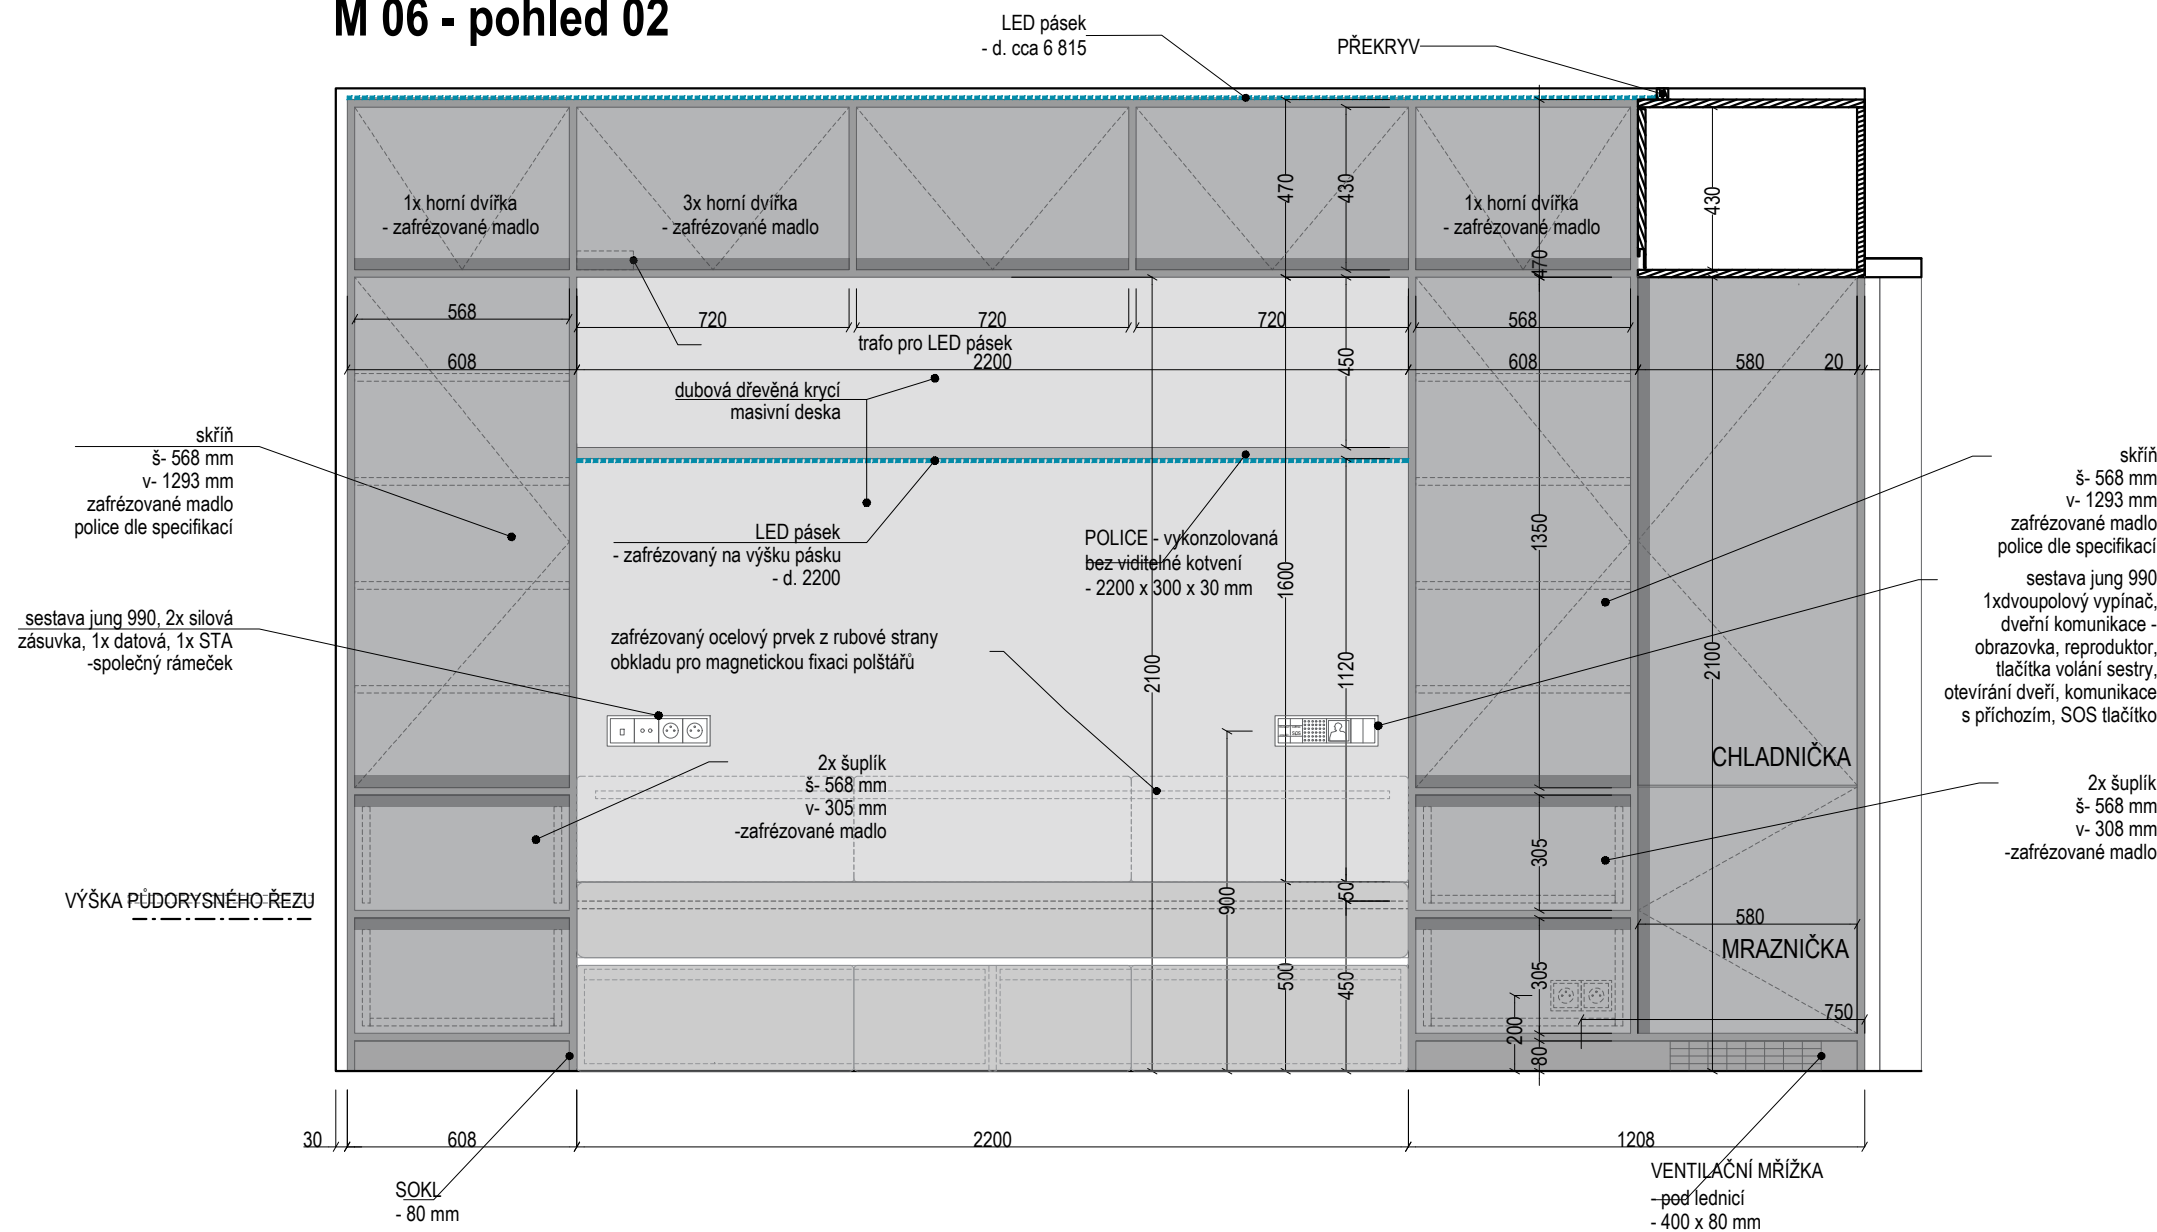 M 06 - pohled 02
LED pásek
- d. cca 6 815
PŘEKRYV
1x horní dvířka
- zafrézované madlo
3x horní dvířka
- zafrézované madlo
1x horní dvířka
- zafrézované madlo
470
430
470
430
568
720
720
720
568
trafo pro LED pásek
608
2200
450
608
580
20
dubová dřevěná krycí
masivní deska
skříň
š- 568 mm
v- 1293 mm
zafrézované madlo
police dle specifikací
skříň
š- 568 mm
v- 1293 mm
zafrézované madlo
police dle specifikací
LED pásek
- zafrézovaný na výšku pásku
- d. 2200
POLICE - vykonzolovaná
bez viditelné kotvení
- 2200 x 300 x 30 mm
1350
1600
sestava jung 990, 2x silová
zásuvka, 1x datová, 1x STA
-společný rámeček
zafrézovaný ocelový prvek z rubové strany
obkladu pro magnetickou fixaci polštářů
2100
1120
2100
sestava jung 990
1xdvoupolový vypínač,
dveřní komunikace -
obrazovka, reproduktor,
tlačítka volání sestry,
otevírání dveří, komunikace
s příchozím, SOS tlačítko
SOS
CHLADNIČKA
2x šuplík
š- 568 mm
v- 305 mm
-zafrézované madlo
2x šuplík
š- 568 mm
v- 308 mm
-zafrézované madlo
305
VÝŠKA PŮDORYSNÉHO ŘEZU
900
50
580
MRAZNIČKA
500
450
305
200
750
80
30
608
2200
1208
SOKL
- 80 mm
VENTILAČNÍ MŘÍŽKA
- pod lednicí
- 400 x 80 mm